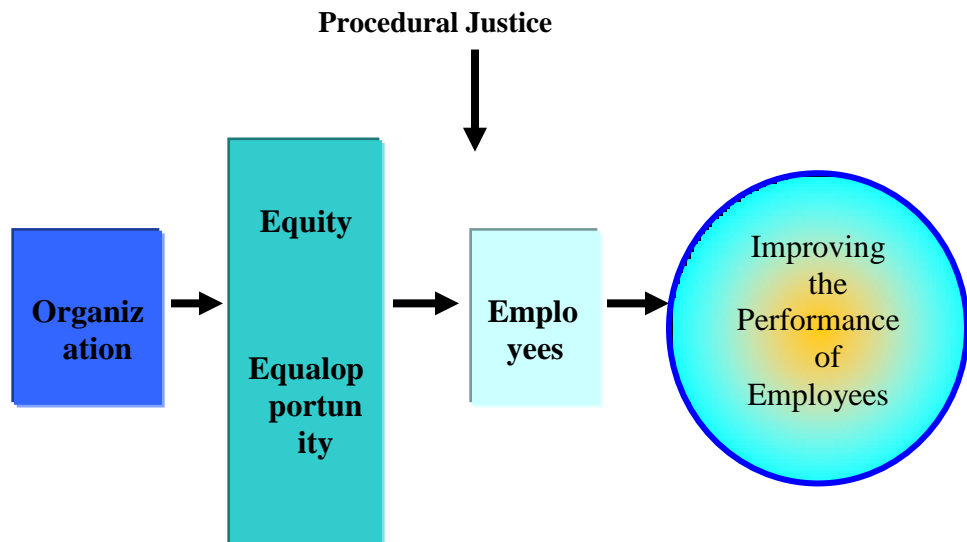 Procedural Justice
Organiz
ation
Equity
Equalop
portun
ity
Emplo
yees
Improving
the
Performance
of
Employees